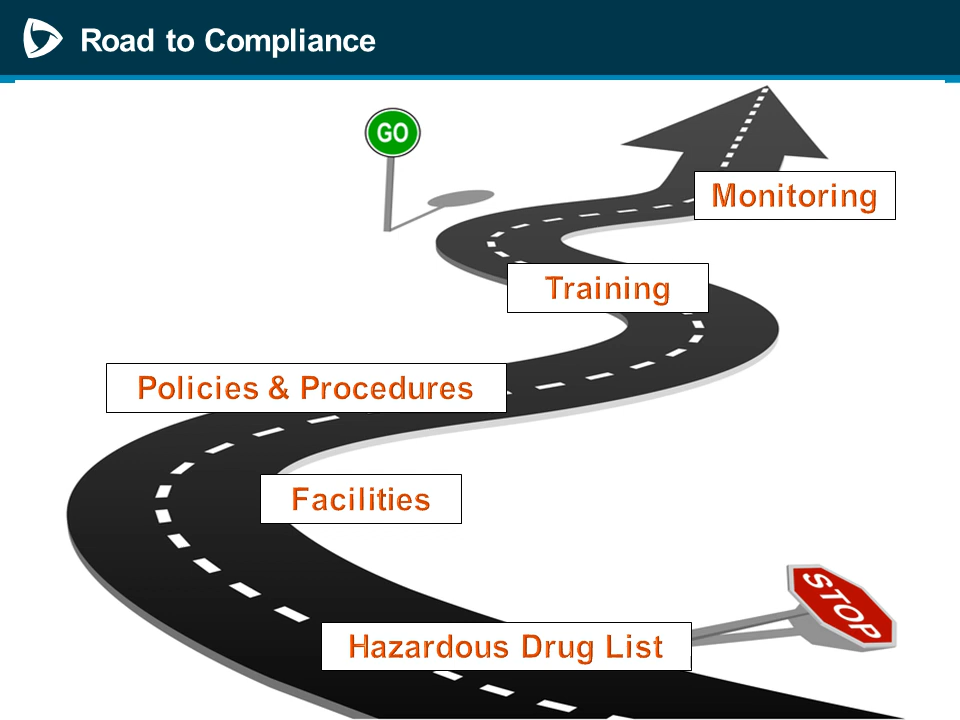 Road to Compliance
GO
Monitoring
Training
Policies & Procedures
Facilities
STOP
Hazardous Drug List